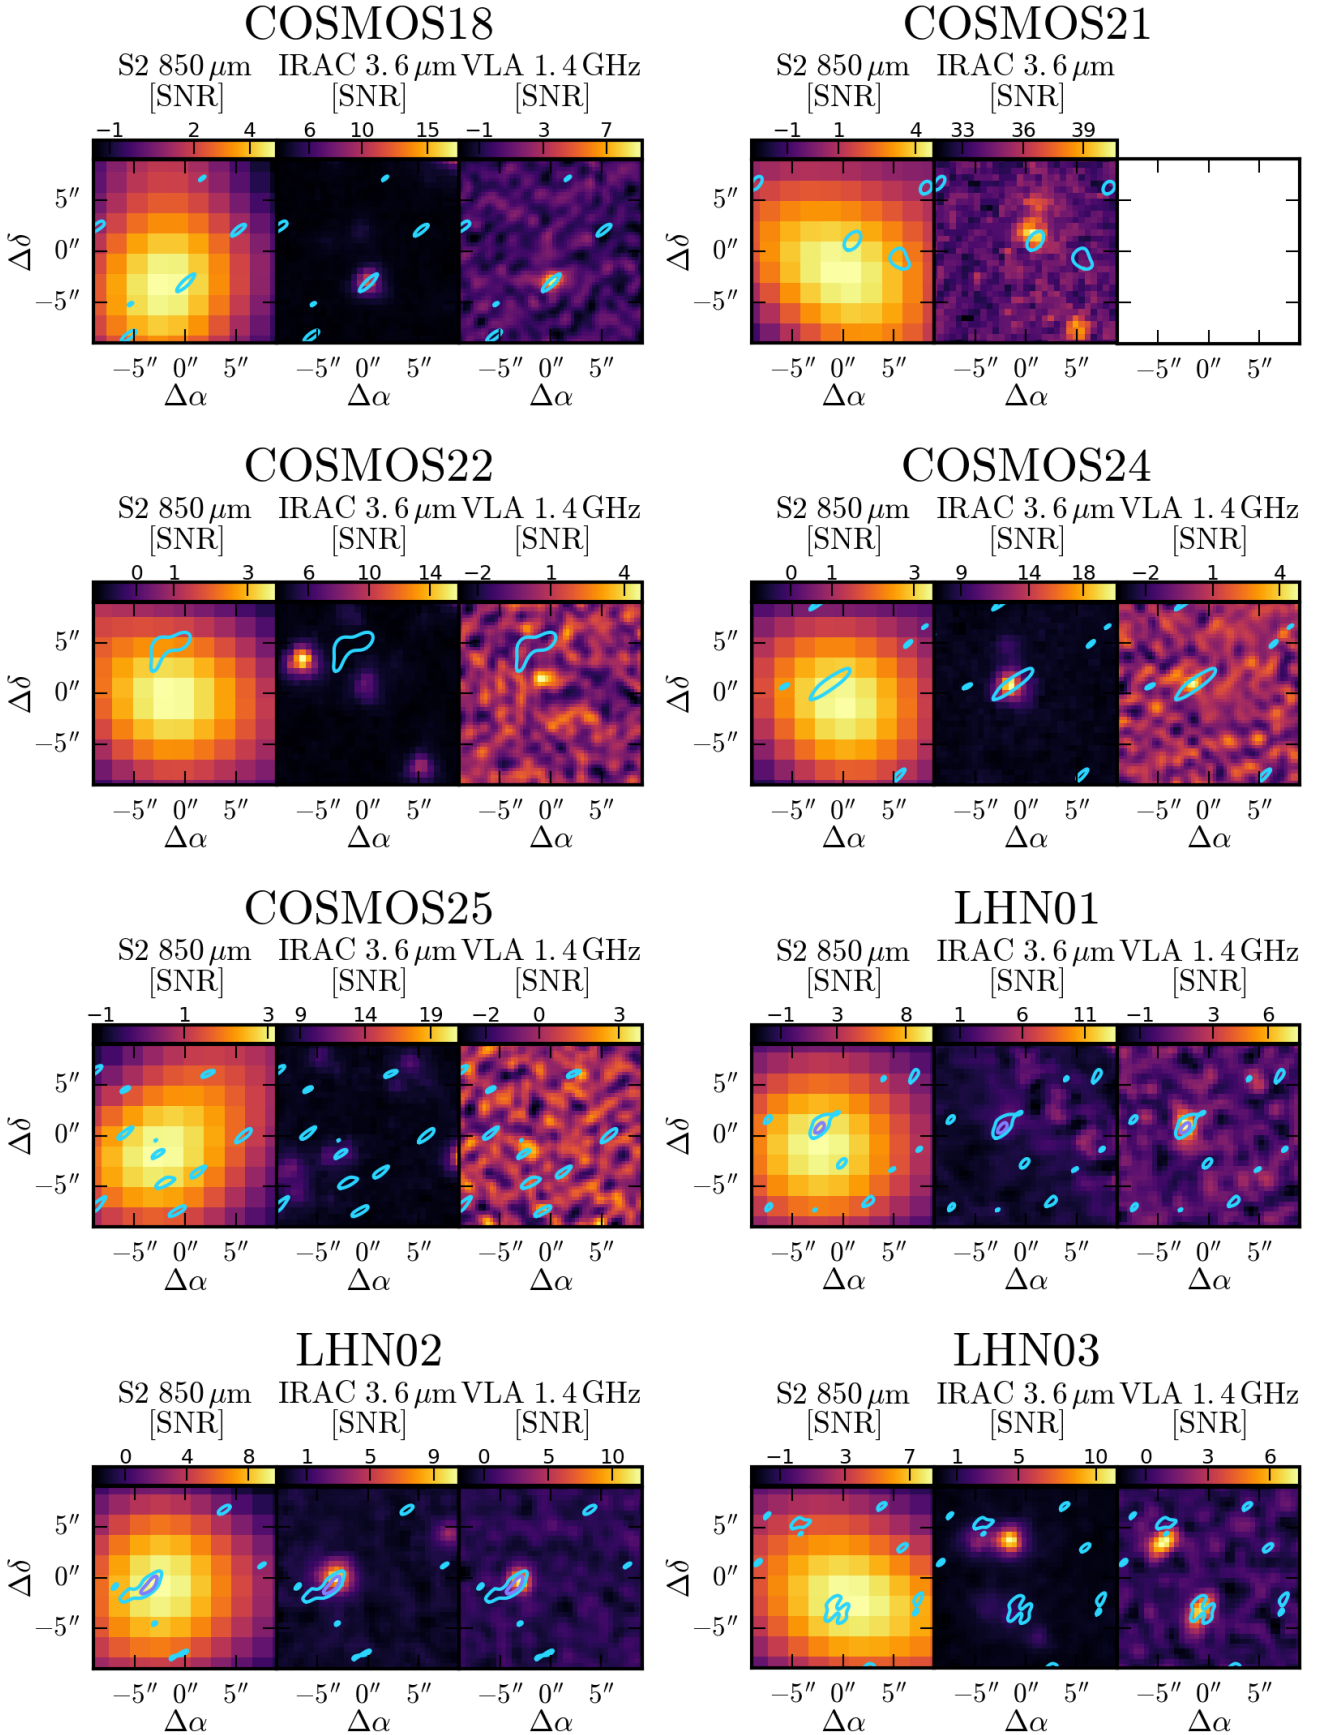 COSMOS18
S2 850 μm IRAC 3.6 μm VLA 1.4 GHz
[SNR] [SNR] [SNR]
−1 2 4 6 10 15 −1 3 7
5″
0″
−5″
Δδ
−5″ 0″ 5″ −5″ 0″ 5″ −5″ 0″ 5″
Δα Δα Δα
COSMOS21
S2 850 μm IRAC 3.6 μm
[SNR] [SNR]
−1 1 4 33 36 39
5″
0″
−5″
Δδ
−5″ 0″ 5″ −5″ 0″ 5″ −5″ 0″ 5″
Δα Δα Δα
COSMOS22
S2 850 μm IRAC 3.6 μm VLA 1.4 GHz
[SNR] [SNR] [SNR]
0 1 3 6 10 14 −2 1 4
5″
0″
−5″
Δδ
−5″ 0″ 5″ −5″ 0″ 5″ −5″ 0″ 5″
Δα Δα Δα
COSMOS24
S2 850 μm IRAC 3.6 μm VLA 1.4 GHz
[SNR] [SNR] [SNR]
0 1 3 9 14 18 −2 1 4
5″
0″
−5″
Δδ
−5″ 0″ 5″ −5″ 0″ 5″ −5″ 0″ 5″
Δα Δα Δα
COSMOS25
S2 850 μm IRAC 3.6 μm VLA 1.4 GHz
[SNR] [SNR] [SNR]
−1 1 3 9 14 19 −2 0 3
5″
0″
−5″
Δδ
−5″ 0″ 5″ −5″ 0″ 5″ −5″ 0″ 5″
Δα Δα Δα
LHN01
S2 850 μm IRAC 3.6 μm VLA 1.4 GHz
[SNR] [SNR] [SNR]
−1 3 8 1 6 11 −1 3 6
5″
0″
−5″
Δδ
−5″ 0″ 5″ −5″ 0″ 5″ −5″ 0″ 5″
Δα Δα Δα
LHN02
S2 850 μm IRAC 3.6 μm VLA 1.4 GHz
[SNR] [SNR] [SNR]
0 4 8 1 5 9 0 5 10
5″
0″
−5″
Δδ
−5″ 0″ 5″ −5″ 0″ 5″ −5″ 0″ 5″
Δα Δα Δα
LHN03
S2 850 μm IRAC 3.6 μm VLA 1.4 GHz
[SNR] [SNR] [SNR]
−1 3 7 1 5 10 0 3 6
5″
0″
−5″
Δδ
−5″ 0″ 5″ −5″ 0″ 5″ −5″ 0″ 5″
Δα Δα Δα